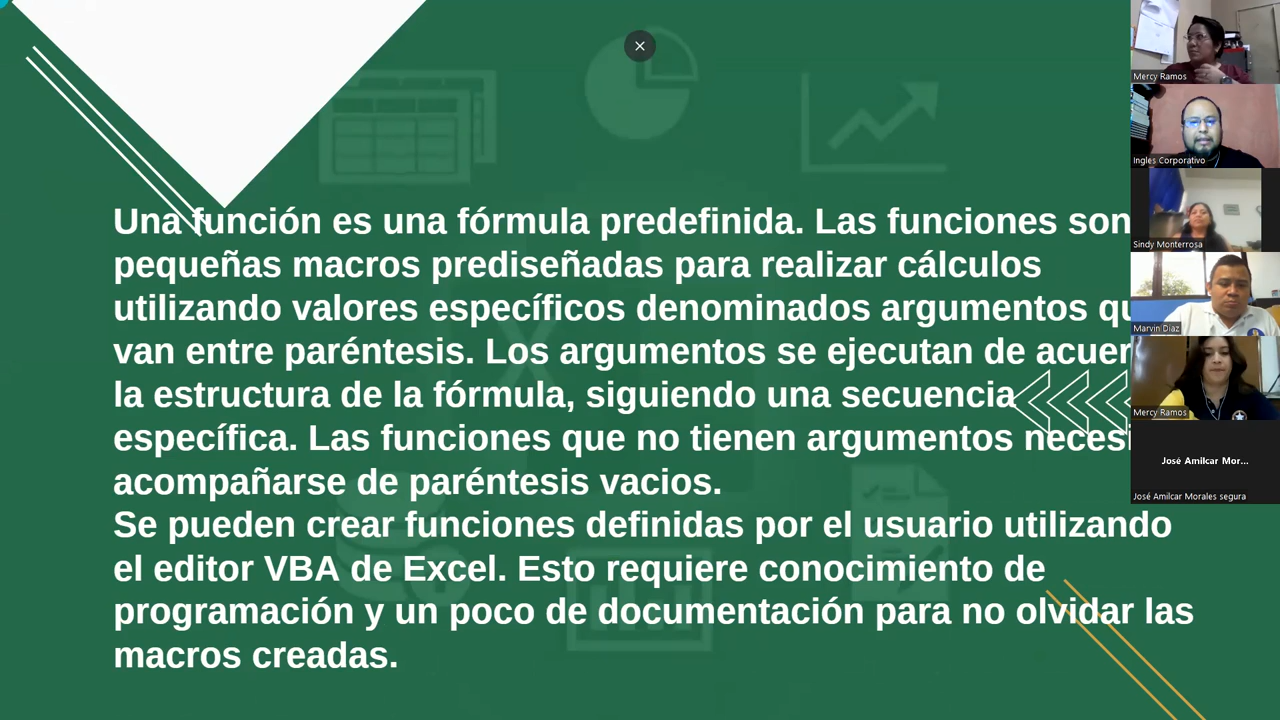 Una función es una fórmula predefinida. Las funciones son
pequeñas macros prediseñadas para realizar cálculos
utilizando valores específicos denominados argumentos
van entre paréntesis. Los argumentos se ejecutan de
la estructura de la fórmula, siguiendo una secuencia
específica. Las funciones que no tienen argumentos
acompañarse de paréntesis vacios.
Se pueden crear funciones definidas por el usuario utilizando
el editor VBA de Excel. Esto requiere conocimiento de
programación y un poco de documentación para no olvidar las
macros creadas.
Mercy Ramos
Ingles Corporativo
Sindy Monterrosa
Marvin Diaz
Mercy Ramos
José Amilcar Mor...
José Amilcar Morales segura